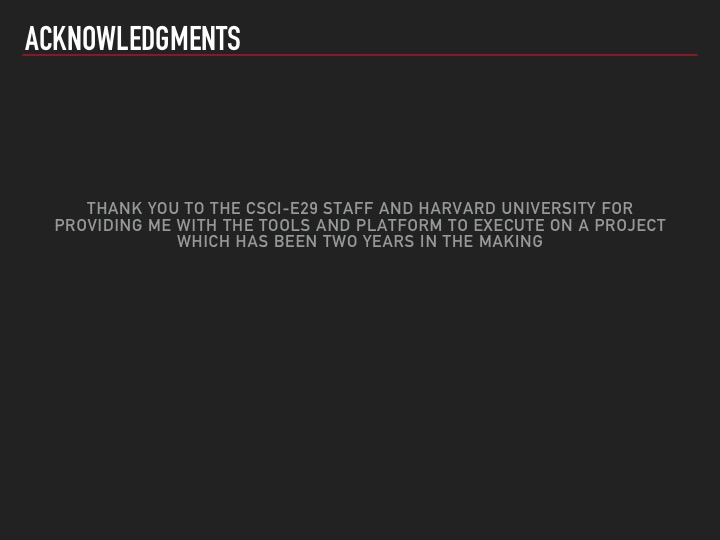 ACKNOWLEDGMENTS
THANK YOU TO THE CSCI-E29 STAFF AND HARVARD UNIVERSITY FOR
PROVIDING ME WITH THE TOOLS AND PLATFORM TO EXECUTE ON A PROJECT
WHICH HAS BEEN TWO YEARS IN THE MAKING